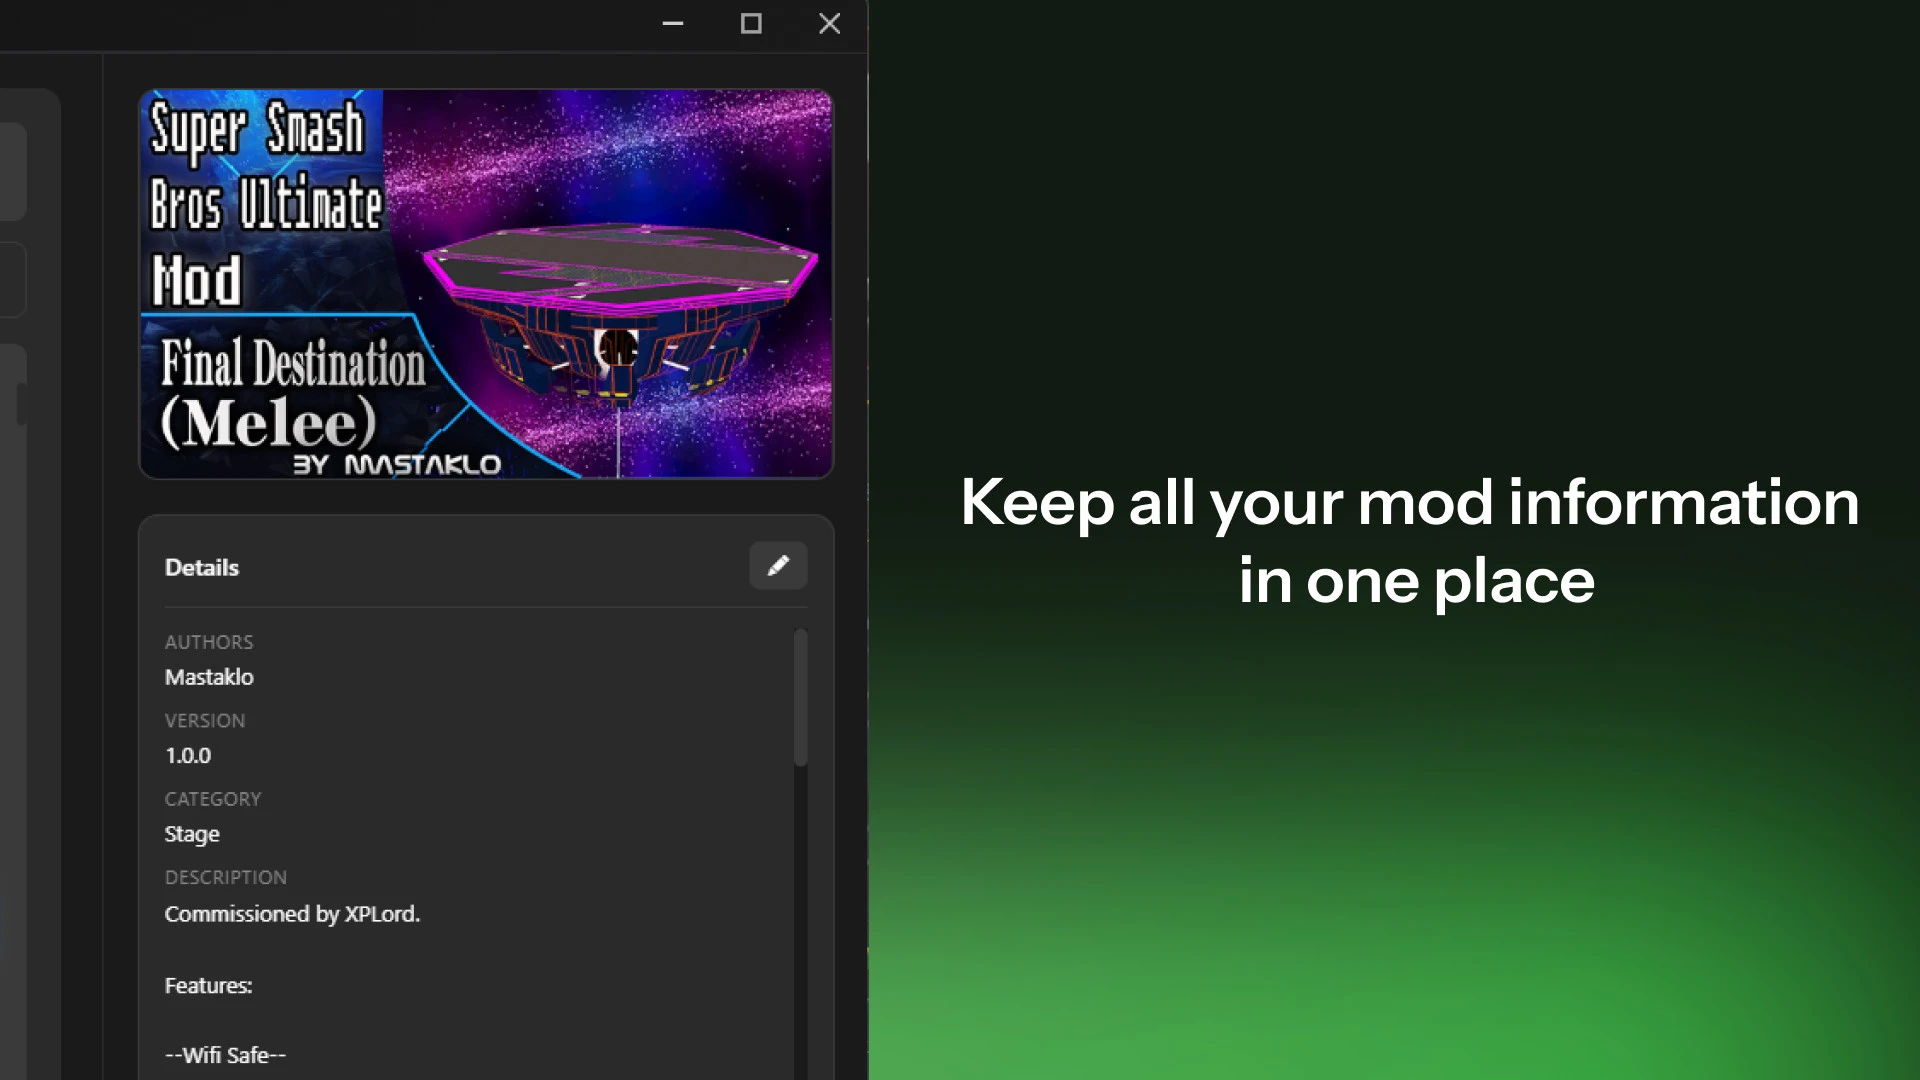 Super Smash
Bros Ultimate
Mod
Final Destination
(Melee)
BY MASTAKLO
Details
AUTHORS
Mastaklo
VERSION
1.0.0
CATEGORY
Stage
DESCRIPTION
Commissioned by XPLord.
Features:
--Wifi Safe--
Keep all your mod information
in one place